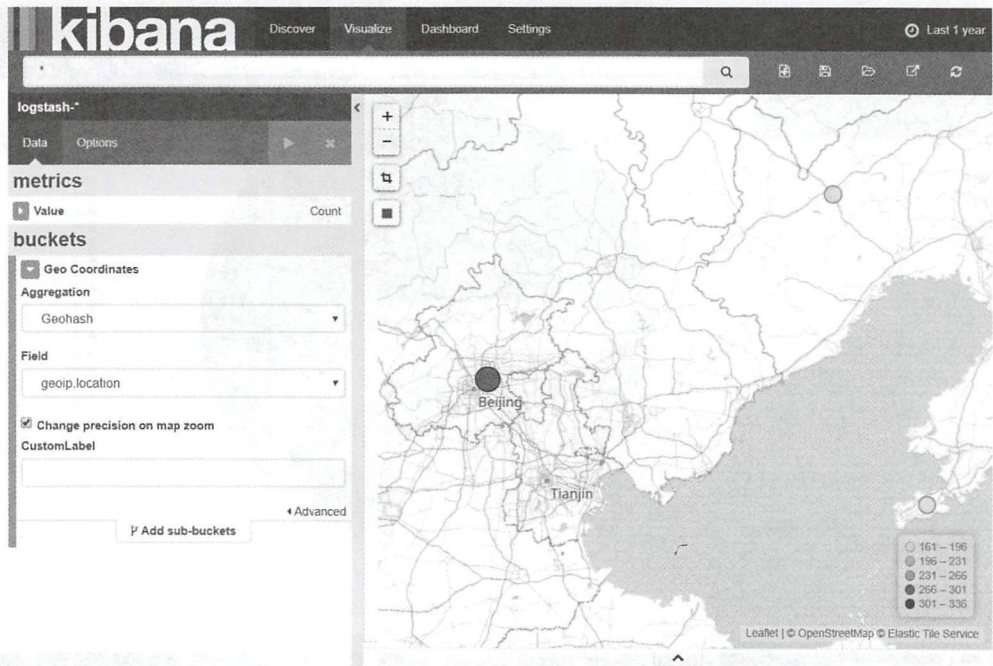 kibana
Discover
Visualize
Dashboard
Settings
Last 1 year
*
logstash-*
Data
Options
metrics
Value
Count
buckets
Geo Coordinates
Aggregation
Geohash
Field
geoip.location
Change precision on map zoom
CustomLabel
Advanced
Add sub-buckets
Beijing
Tianjin
161 – 196
196 – 231
231 – 266
266 – 301
301 – 336
Leaflet | © OpenStreetMap © Elastic Tile Service